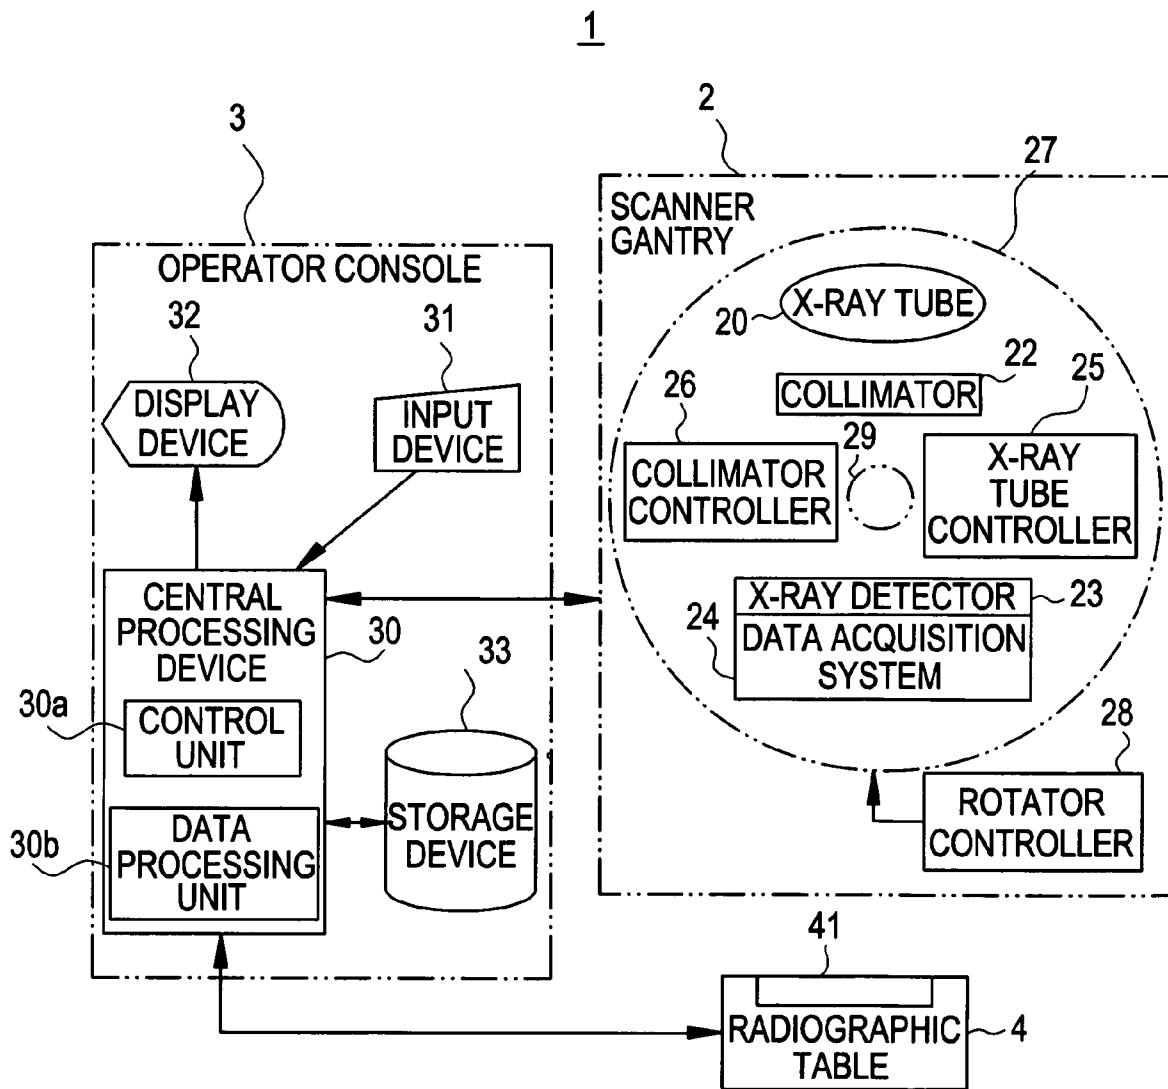 1
3
2
27
SCANNER
GANTRY
OPERATOR CONSOLE
32
31
DISPLAY
DEVICE
INPUT
DEVICE
20
X-RAY TUBE
22
COLLIMATOR
26
25
COLLIMATOR
CONTROLLER
29
X-RAY
TUBE
CONTROLLER
CENTRAL
PROCESSING
DEVICE
30
X-RAY DETECTOR
23
24
DATA ACQUISITION
SYSTEM
30a
CONTROL
UNIT
33
STORAGE
DEVICE
30b
DATA
PROCESSING
UNIT
28
ROTATOR
CONTROLLER
41
RADIOGRAPHIC
TABLE
4